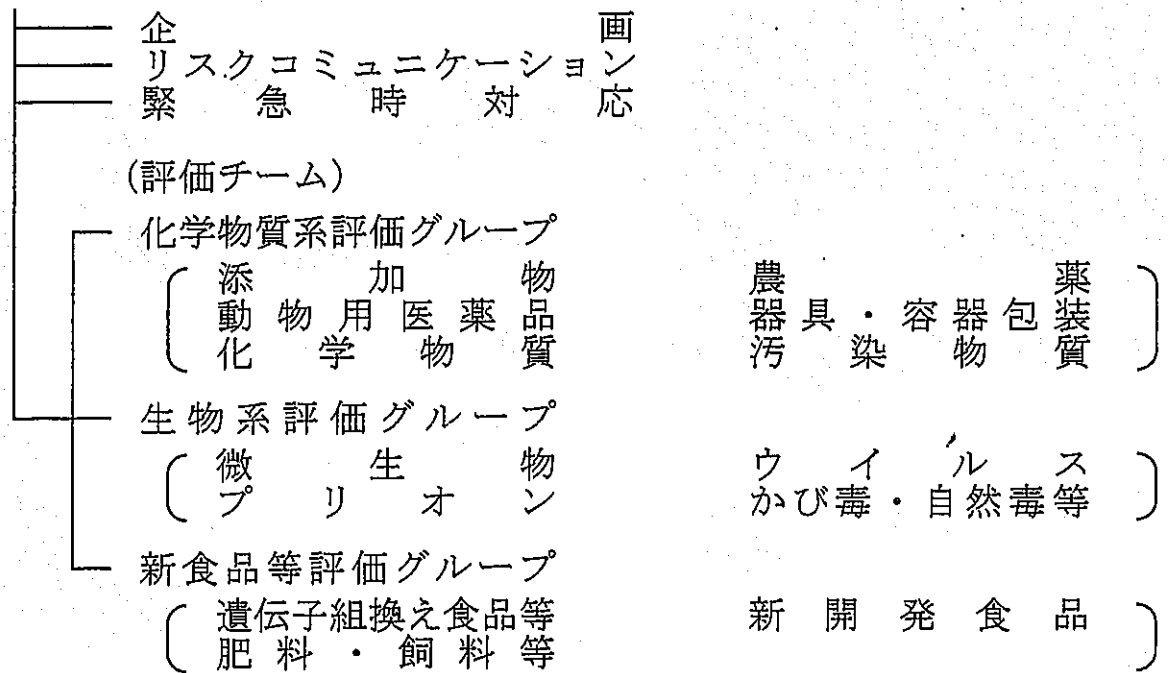 企画
リスクコミュニケーション
緊急時対応
(評価チーム)
化学物質系評価グループ
添加物 農薬
動物用医薬品 器具・容器包装
化学物質 汚染物質
生物系評価グループ
微生物 ウイルス
プリオン かび毒・自然毒等
新食品等評価グループ
遺伝子組換え食品等 新開発食品
肥料・飼料等